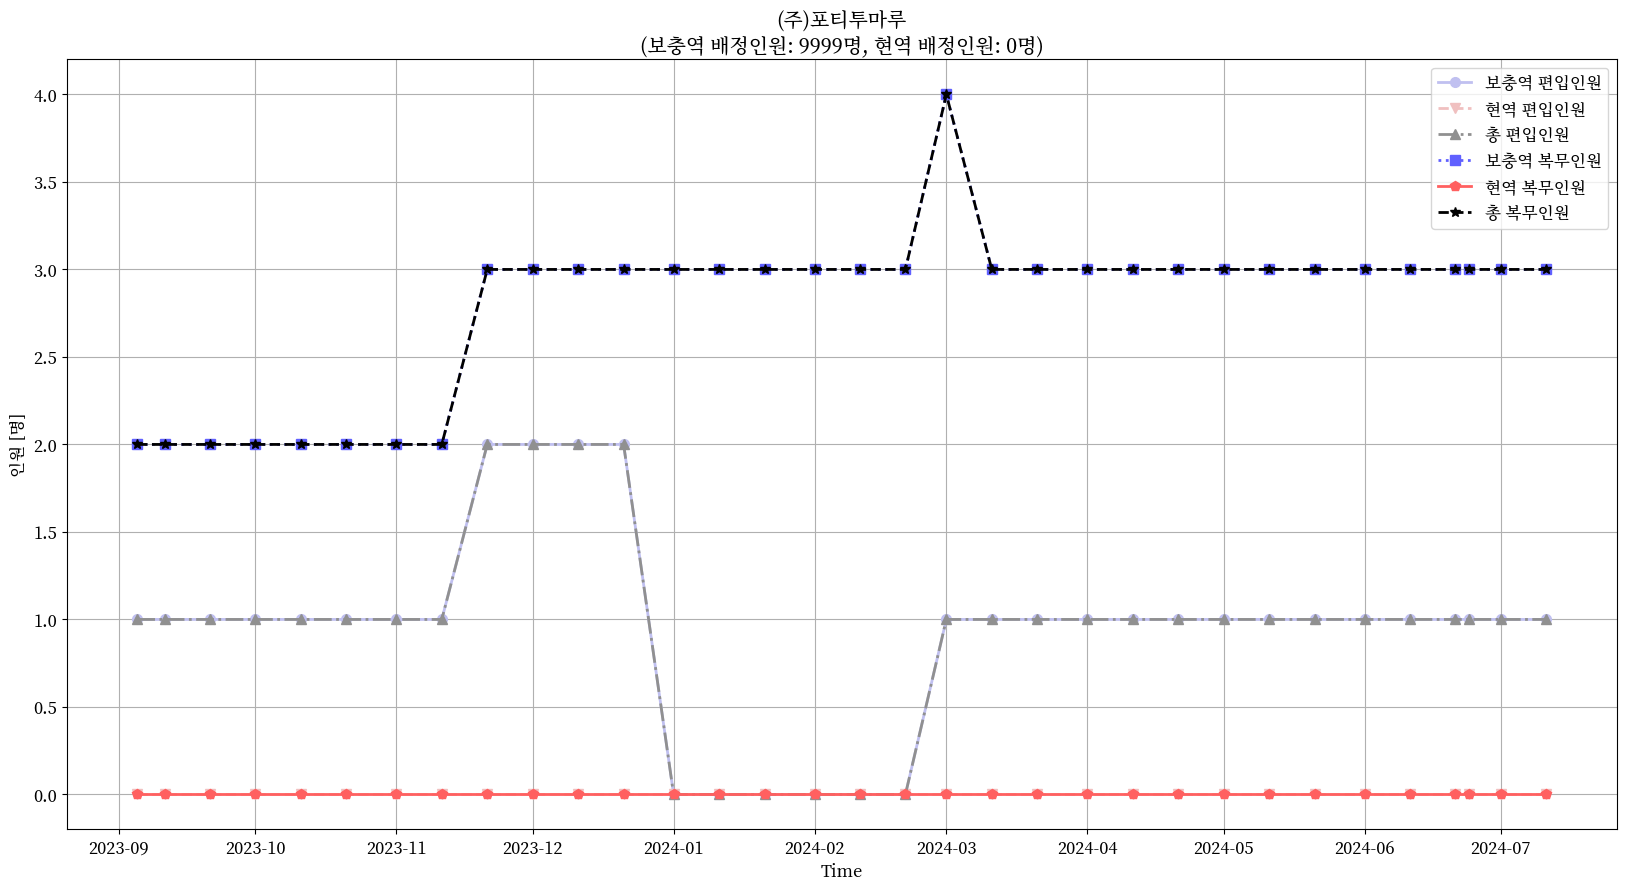 (주)포티투마루
(보충역 배정인원: 9999명, 현역 배정인원: 0명)
보충역 편입인원
현역 편입인원
총 편입인원
보충역 복무인원
현역 복무인원
총 복무인원
인원 [명]
4.0
3.5
3.0
2.5
2.0
1.5
1.0
0.5
0.0
2023-09 2023-10 2023-11 2023-12 2024-01 2024-02 2024-03 2024-04 2024-05 2024-06 2024-07
Time